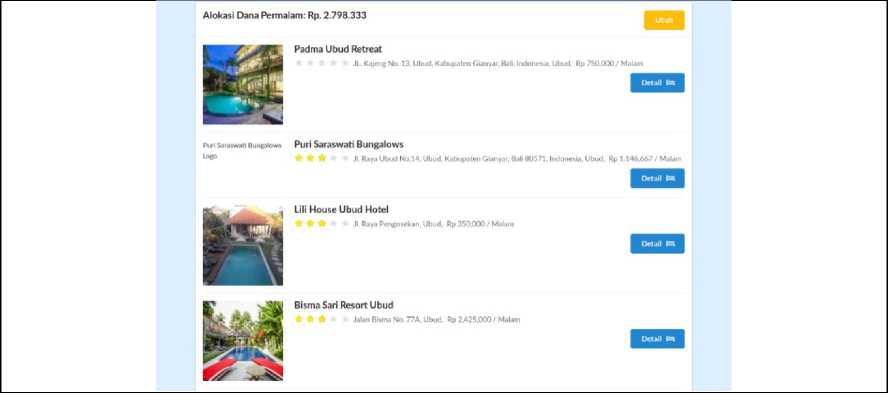 Alokasi Dana Permalam: Rp. 2.798.333
Ubah
Padma Ubud Retreat
JL. Kajeng No. 13, Ubud, Kabupaten Gianyar, Bali, Indonesia, Ubud, Rp 750,000 / Malam
Detail
Puri Saraswati Bungalows
Logo
Puri Saraswati Bungalows
Jl. Raya Ubud No.14, Ubud, Kabupaten Gianyar, Bali 80571, Indonesia, Ubud, Rp 1,146,667 / Malam
Detail
Lili House Ubud Hotel
Jl. Raya Pengosekan, Ubud, Rp 350,000 / Malam
Detail
Bisma Sari Resort Ubud
Jalan Bisma No. 77A, Ubud, Rp 2,425,000 / Malam
Detail